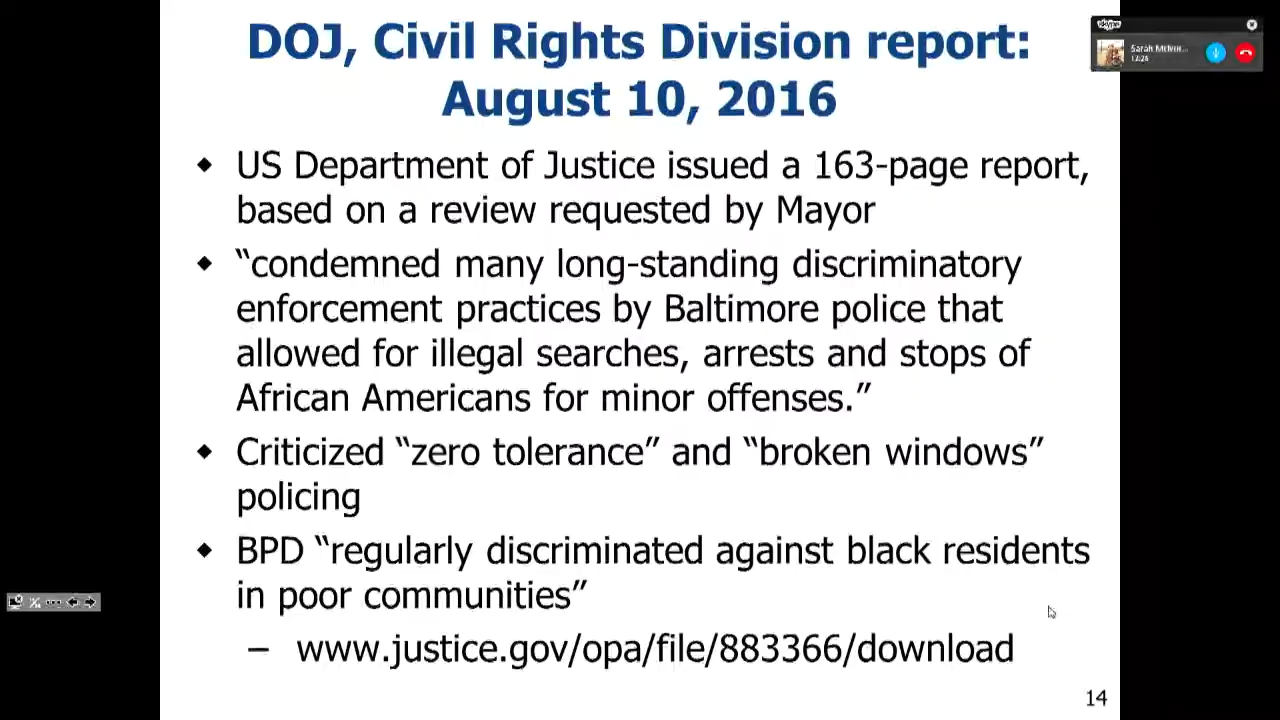 DOJ, Civil Rights Division report:
August 10, 2016
skype
◆ US Department of Justice issued a 163-page report,
based on a review requested by Mayor
◆ “condemned many long-standing discriminatory
enforcement practices by Baltimore police that
allowed for illegal searches, arrests and stops of
African Americans for minor offenses.”
◆ Criticized “zero tolerance” and “broken windows”
policing
◆ BPD “regularly discriminated against black residents
in poor communities”
– www.justice.gov/opa/file/883366/download
14